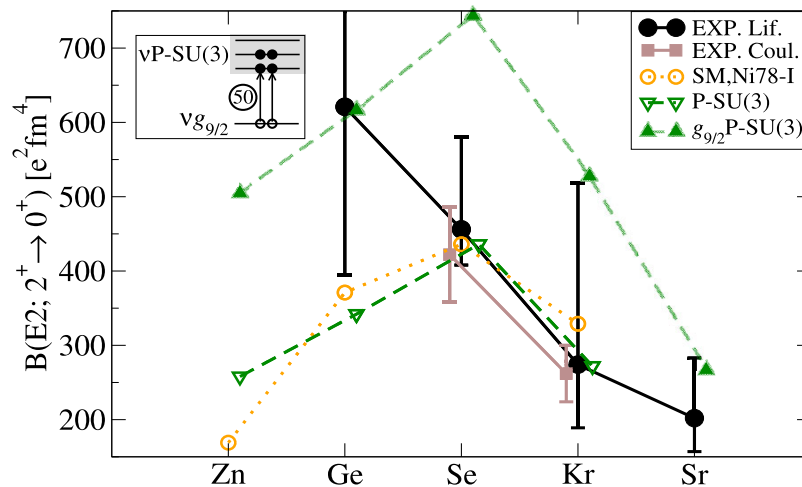 B(E2; 2⁺→ 0⁺) [e²fm⁴]
700
600
500
400
300
200
Zn
Ge
Se
Kr
Sr
νP-SU(3)
50
νg9/2
EXP. Lif.
EXP. Coul.
SM,Ni78-I
P-SU(3)
g9/2P-SU(3)